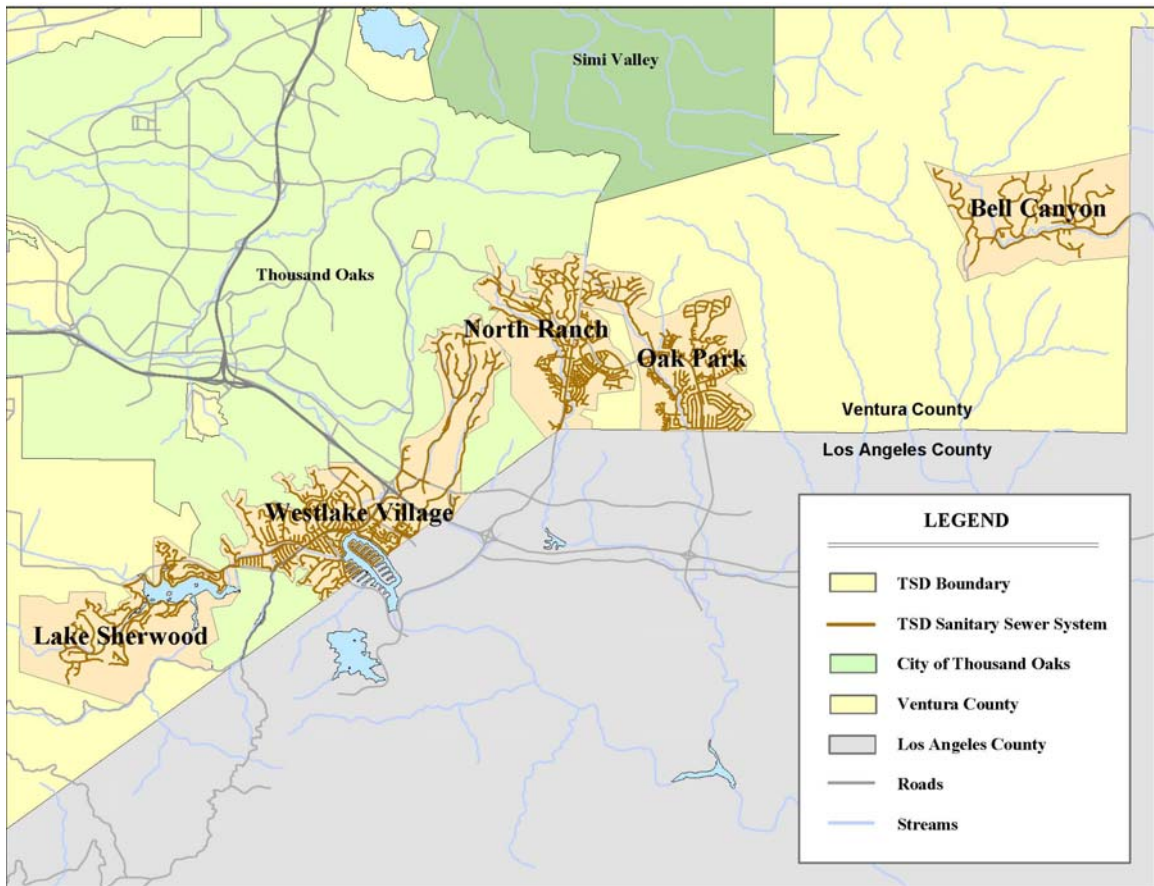 Simi Valley
Bell Canyon
Thousand Oaks
North Ranch
Oak Park
Ventura County
Los Angeles County
Westlake Village
Lake Sherwood
LEGEND
TSD Boundary
TSD Sanitary Sewer System
City of Thousand Oaks
Ventura County
Los Angeles County
Roads
Streams